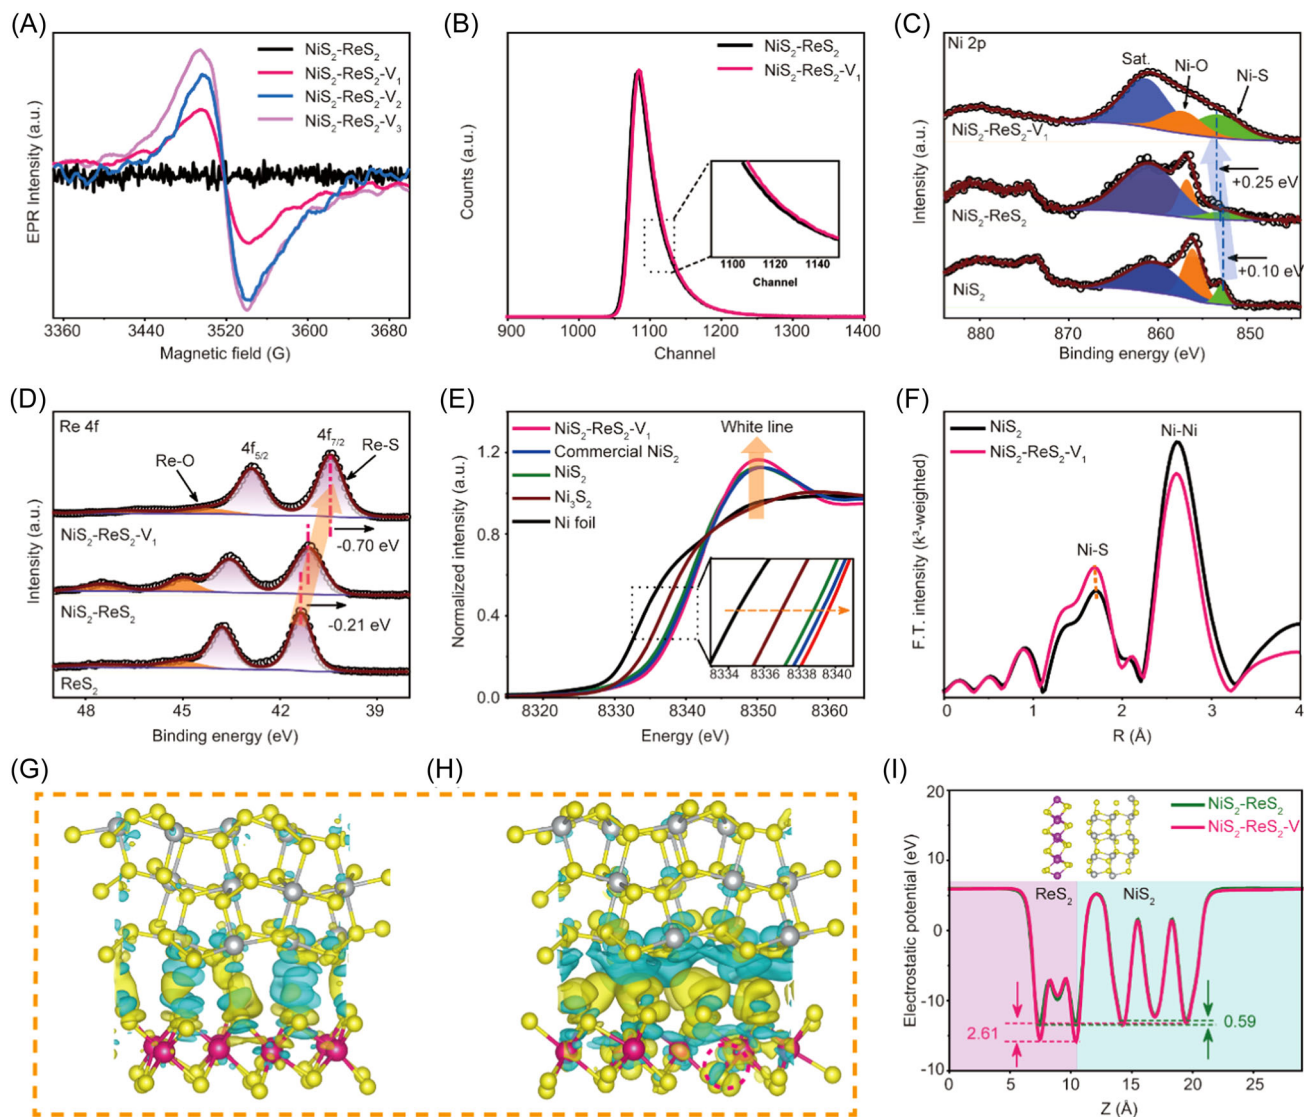 (A)
NiS2-ReS2
NiS2-ReS2-V1
NiS2-ReS2-V2
NiS2-ReS2-V3
EPR Intensity (a.u.)
3360 3440 3520 3600 3680
Magnetic field (G)
(B)
NiS2-ReS2
NiS2-ReS2-V1
Counts (a.u.)
1100 1120 1140
Channel
900 1000 1100 1200 1300 1400
Channel
(C)
Ni 2p
Sat.
Ni-O
Ni-S
NiS2-ReS2-V1
+0.25 eV
NiS2-ReS2
+0.10 eV
NiS2
Intensity (a.u.)
880 870 860 850
Binding energy (eV)
(D)
Re 4f
4f7/2
4f5/2
Re-S
Re-O
NiS2-ReS2-V1
-0.70 eV
NiS2-ReS2
-0.21 eV
ReS2
Intensity (a.u.)
48 45 41 39
Binding energy (eV)
(E)
NiS2-ReS2-V1
Commercial NiS2
NiS2
Ni3S2
Ni foil
White line
Normalized intensity (a.u.)
1.2
0.8
0.4
0.0
8334 8336 8338 8340
8320 8330 8340 8350 8360
Energy (eV)
(F)
NiS2
NiS2-ReS2-V1
Ni-Ni
Ni-S
F.T. intensity (k³-weighted)
0 1 2 3 4
R (Å)
(G)
(H)
(I)
NiS2-ReS2
NiS2-ReS2-V
ReS2
NiS2
Electrostatic potential (eV)
20
10
0
-10
-10
2.61
0.59
0 5 10 15 20 25
Z (Å)